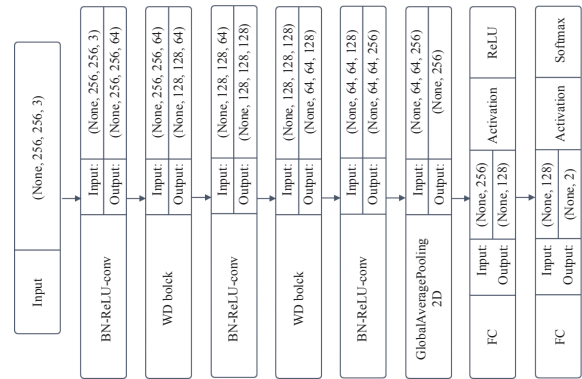 Input
(None, 256, 256, 3)
BN-ReLU-conv
Input:
(None, 256, 256, 3)
Output:
(None, 256, 256, 64)
WD bolck
Input:
(None, 256, 256, 64)
Output:
(None, 128, 128, 64)
BN-ReLU-conv
Input:
(None, 128, 128, 64)
Output:
(None, 128, 128, 128)
WD bolck
Input:
(None, 128, 128, 128)
Output:
(None, 64, 64, 128)
BN-ReLU-conv
Input:
(None, 64, 64, 128)
Output:
(None, 64, 64, 256)
GlobalAveragePooling
2D
Input:
(None, 64, 64, 256)
Output:
(None, 256)
FC
Input:
(None, 256)
Output:
(None, 128)
Activation
ReLU
FC
Input:
(None, 128)
Output:
(None, 2)
Activation
Softmax